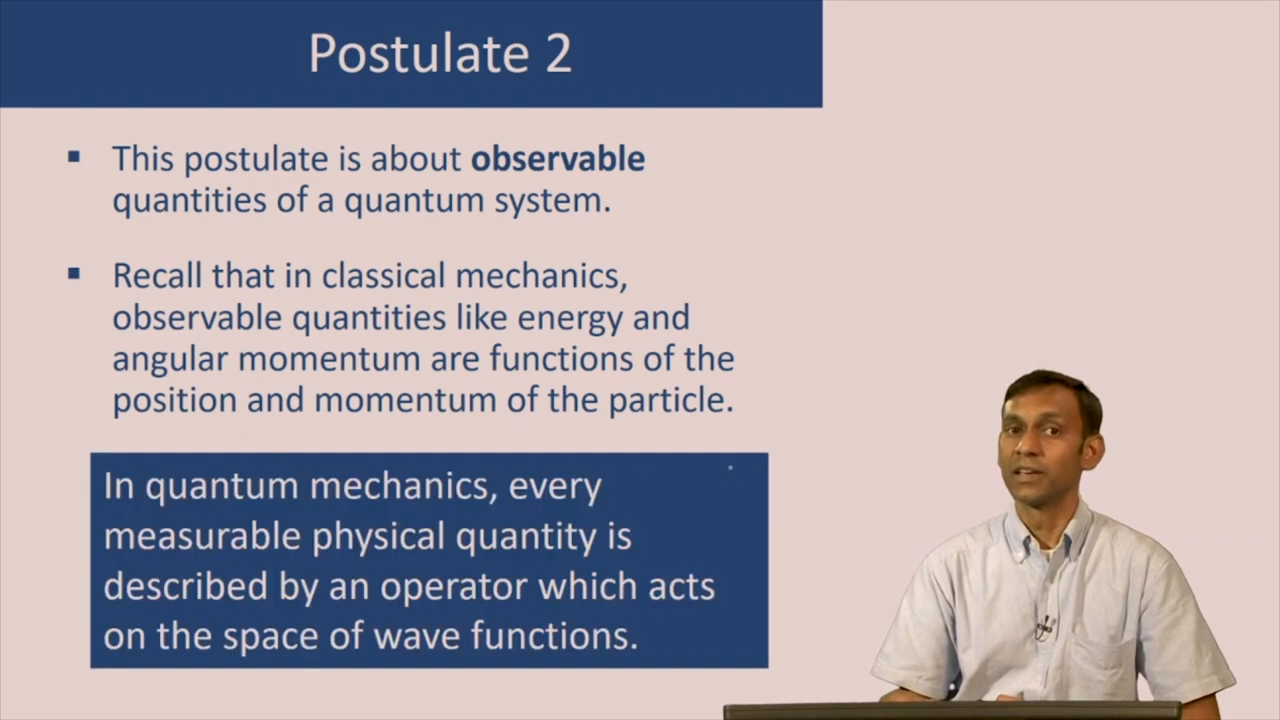 Postulate 2
▪ This postulate is about observable
quantities of a quantum system.
▪ Recall that in classical mechanics,
observable quantities like energy and
angular momentum are functions of the
position and momentum of the particle.
In quantum mechanics, every
measurable physical quantity is
described by an operator which acts
on the space of wave functions.